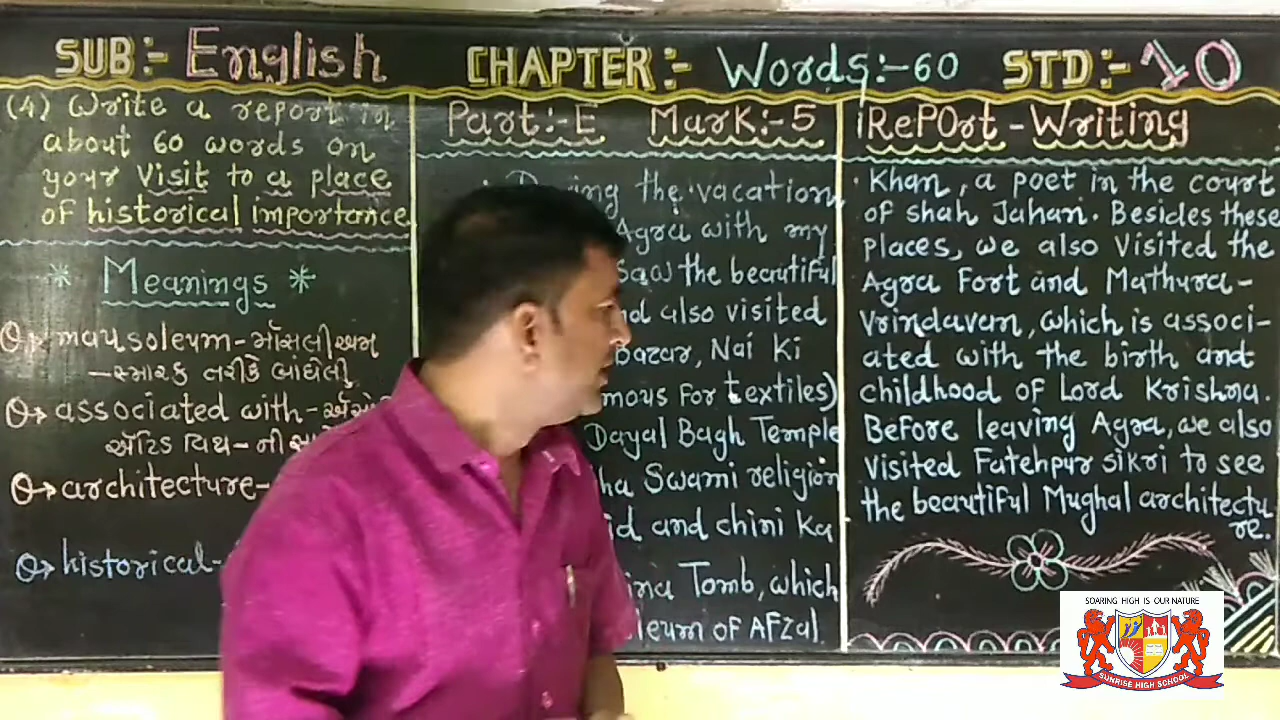 SUB:- English CHAPTER:- Words:-60 STD:- 10
(4) Write a report in
about 60 words on
your Visit to a place
of historical importance
* Meanings *
mausoleum - મૉસલીઅમ
- સ્મારક તરીકે બાંધેલી
associated with -
ઍટિડ વિથ - ની
architecture -
historical -
Part:-E Mark:-5
the vacation,
Agra with my
saw the beautiful
also visited
Bazar, Nai Ki
For textiles)
Dayal Bagh Temple
Swami religion
and chini ka
Tomb, which
OF AFzal
RePOrt - Writing
Khan, a poet in the court
of shah Jahan. Besides these
places, we also Visited the
Agra Fort and Mathura-
Vrindavan, which is associ-
ated with the birth and
childhood of Lord Krishna.
Before leaving Agra, we also
visited Fatehpur sikri to see
the beautiful Mughal architectu
re.
SOARING HIGH IS OUR NATURE
SUNRISE HIGH SCHOOL